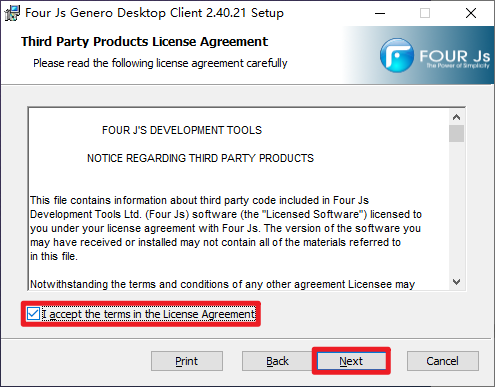 Four Js Genero Desktop Client 2.40.21 Setup
Third Party Products License Agreement
Please read the following license agreement carefully
FOUR Js
The Power of Simplicity
FOUR J'S DEVELOPMENT TOOLS
NOTICE REGARDING THIRD PARTY PRODUCTS
This file contains information about third party code included in Four Js
Development Tools Ltd. (Four Js) software (the "Licensed Software") licensed to
you under your license agreement with Four Js. The version of the software you
may have received or installed may not contain all of the materials referred to
in this file.
Notwithstanding the terms and conditions of any other agreement Licensee may
I accept the terms in the License Agreement
Print Back Next Cancel